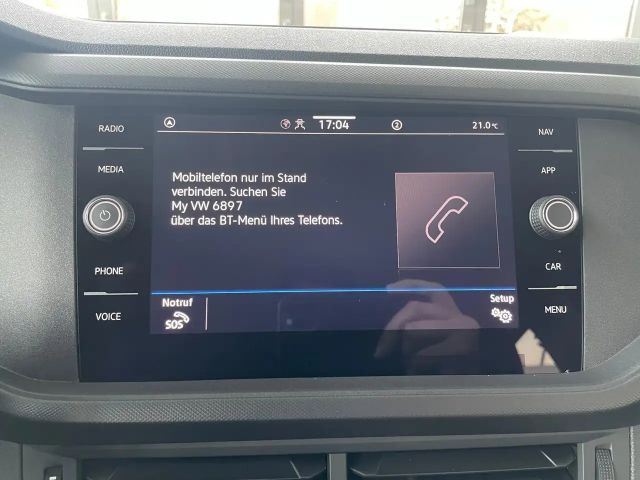 RADIO
MEDIA
PHONE
VOICE
17:04
2
21.0 °C
Mobiltelefon nur im Stand
verbinden. Suchen Sie
My VW 6897
über das BT-Menü Ihres Telefons.
Notruf
SOS
Setup
NAV
APP
CAR
MENU